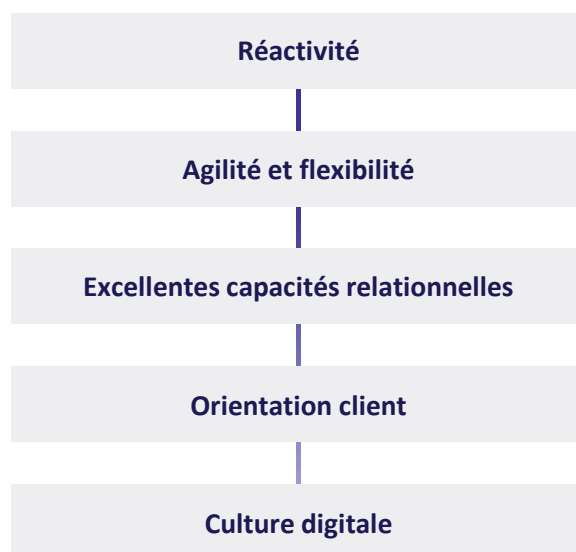 Réactivité
Agilité et flexibilité
Excellentes capacités relationnelles
Orientation client
Culture digitale